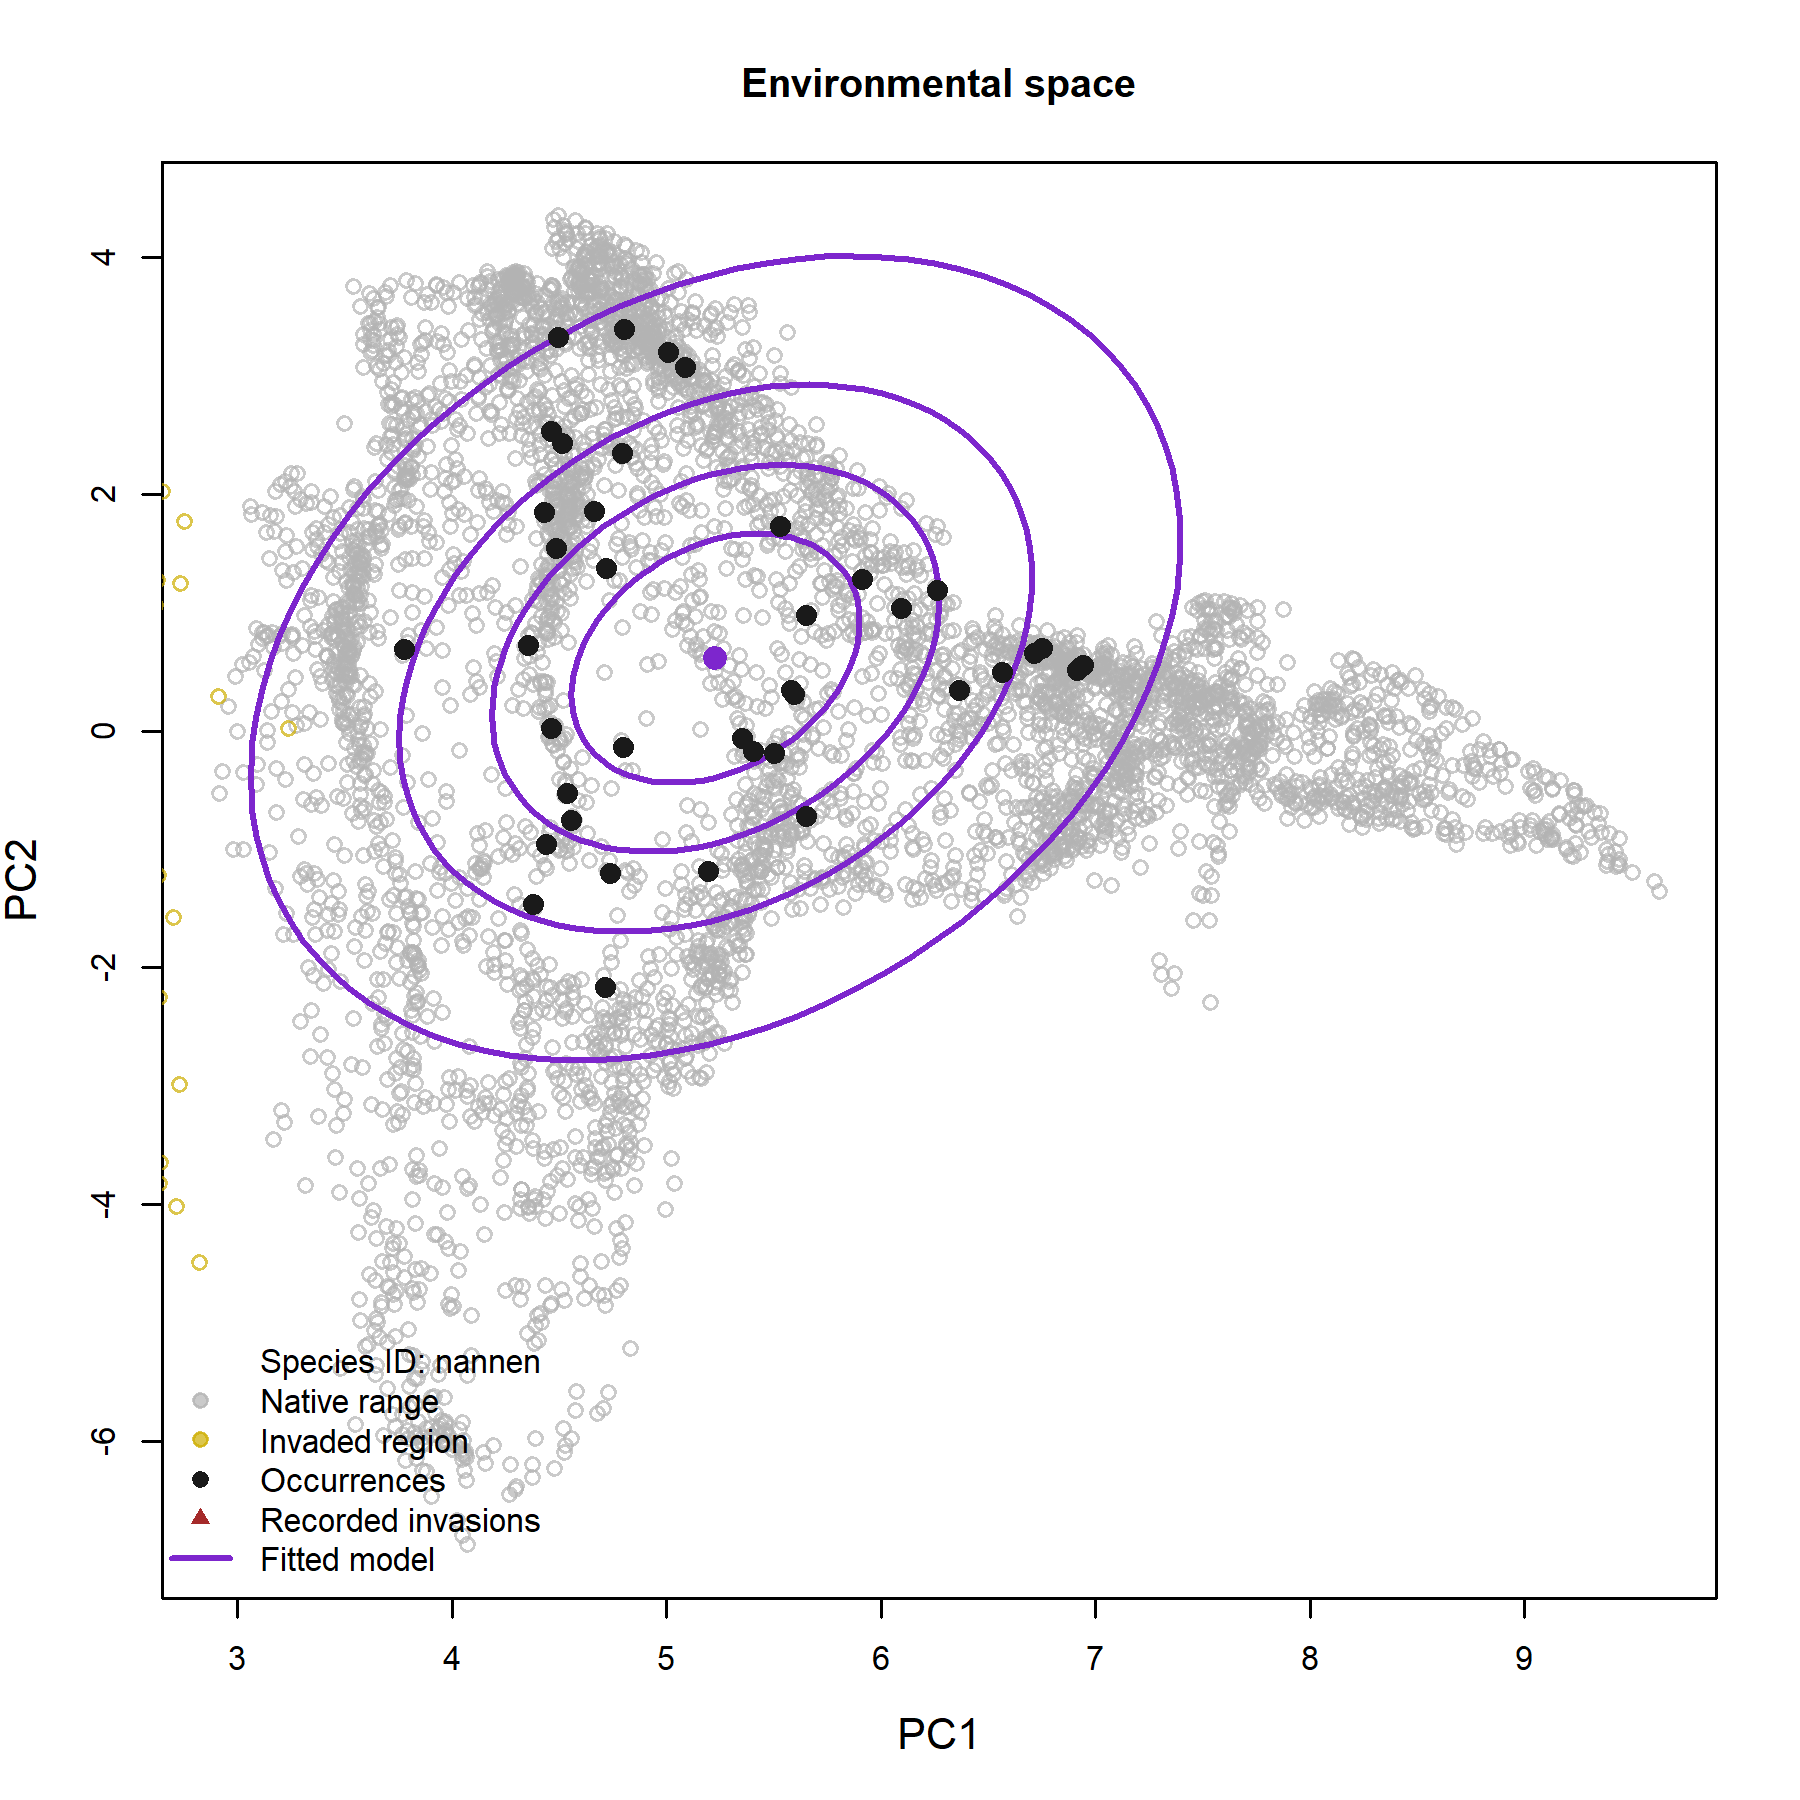 Environmental space
PC2
4
2
0
-2
-4
-6
Species ID: nannen
Native range
Invaded region
Occurrences
Recorded invasions
Fitted model
3 4 5 6 7 8 9
PC1